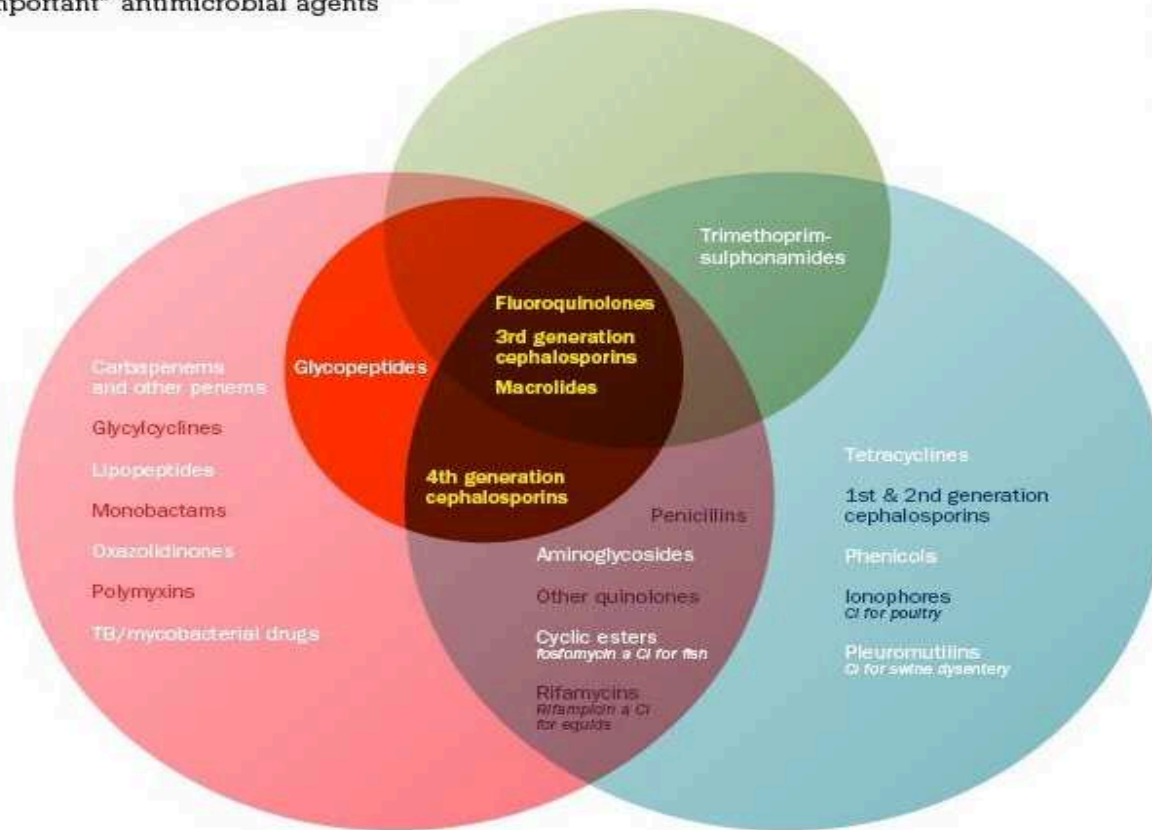 antimicrobial agents
Trimethoprim-
sulphonamides
Fluoroquinolones
3rd generation
cephalosporins
Macrolides
Glycopeptides
4th generation
cephalosporins
Carbapenems
and other penems
Glycylcyclines
Lipopeptides
Monobactams
Oxazolidinones
Polymyxins
TB/mycobacterial drugs
Penicillins
Aminoglycosides
Other quinolones
Cyclic esters
fosfomycin a CI for fish
Rifamycins
Rifampicin a CI
for equids
Tetracyclines
1st & 2nd generation
cephalosporins
Phenicols
Ionophores
CI for poultry
Pleuromutilins
CI for swine dysentery